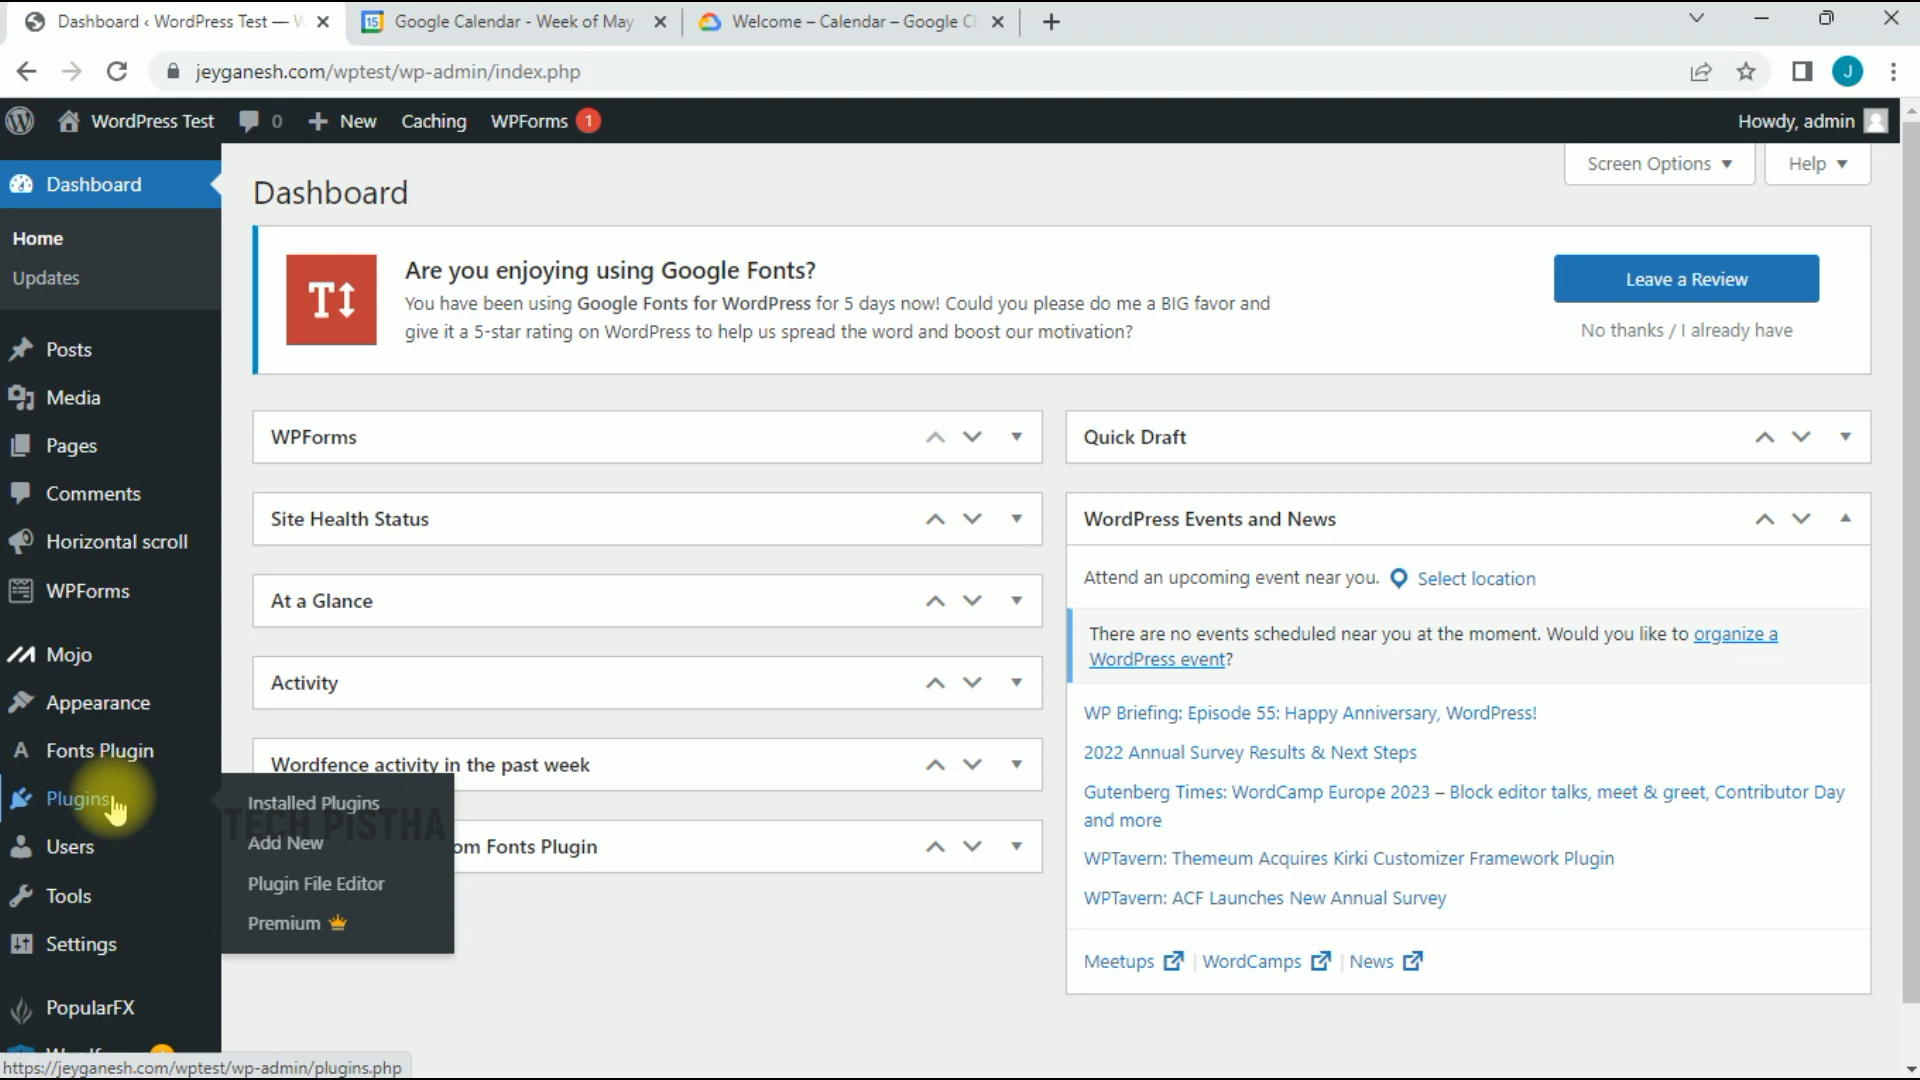 Dashboard ‹ WordPress Test —
Google Calendar - Week of May
Welcome – Calendar – Google Cl
jeyganesh.com/wptest/wp-admin/index.php
J
WordPress Test
0
New
Caching
WPForms 1
Howdy, admin
Dashboard
Home
Updates
Posts
Media
Pages
Comments
Horizontal scroll
WPForms
Mojo
Appearance
Fonts Plugin
Plugins
Users
Tools
Settings
PopularFX
Installed Plugins
Add New
Plugin File Editor
Premium
TECH PISTHA
Screen Options
Help
Dashboard
Are you enjoying using Google Fonts?
You have been using Google Fonts for WordPress for 5 days now! Could you please do me a BIG favor and
give it a 5-star rating on WordPress to help us spread the word and boost our motivation?
Leave a Review
No thanks / I already have
WPForms
Site Health Status
At a Glance
Activity
Wordfence activity in the past week
om Fonts Plugin
Quick Draft
WordPress Events and News
Attend an upcoming event near you. Select location
There are no events scheduled near you at the moment. Would you like to organize a
WordPress event?
WP Briefing: Episode 55: Happy Anniversary, WordPress!
2022 Annual Survey Results & Next Steps
Gutenberg Times: WordCamp Europe 2023 – Block editor talks, meet & greet, Contributor Day
and more
WPTavern: Themeum Acquires Kirki Customizer Framework Plugin
WPTavern: ACF Launches New Annual Survey
Meetups | WordCamps | News
https://jeyganesh.com/wptest/wp-admin/plugins.php